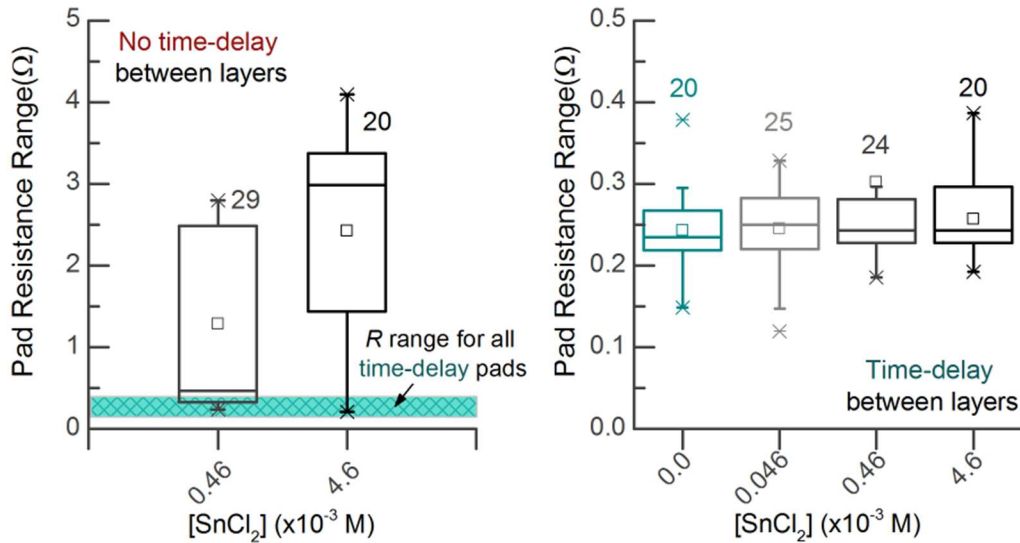 Pad Resistance Range(Ω)
5
4
3
2
1
0
No time-delay
between layers
29
20
R range for all
time-delay pads
0.46
4.6
[SnCl₂] (x10⁻³ M)
Pad Resistance Range(Ω)
0.5
0.4
0.3
0.2
0.1
0.0
20
25
24
20
Time-delay
between layers
0.0
0.046
0.46
4.6
[SnCl₂] (x10⁻³ M)